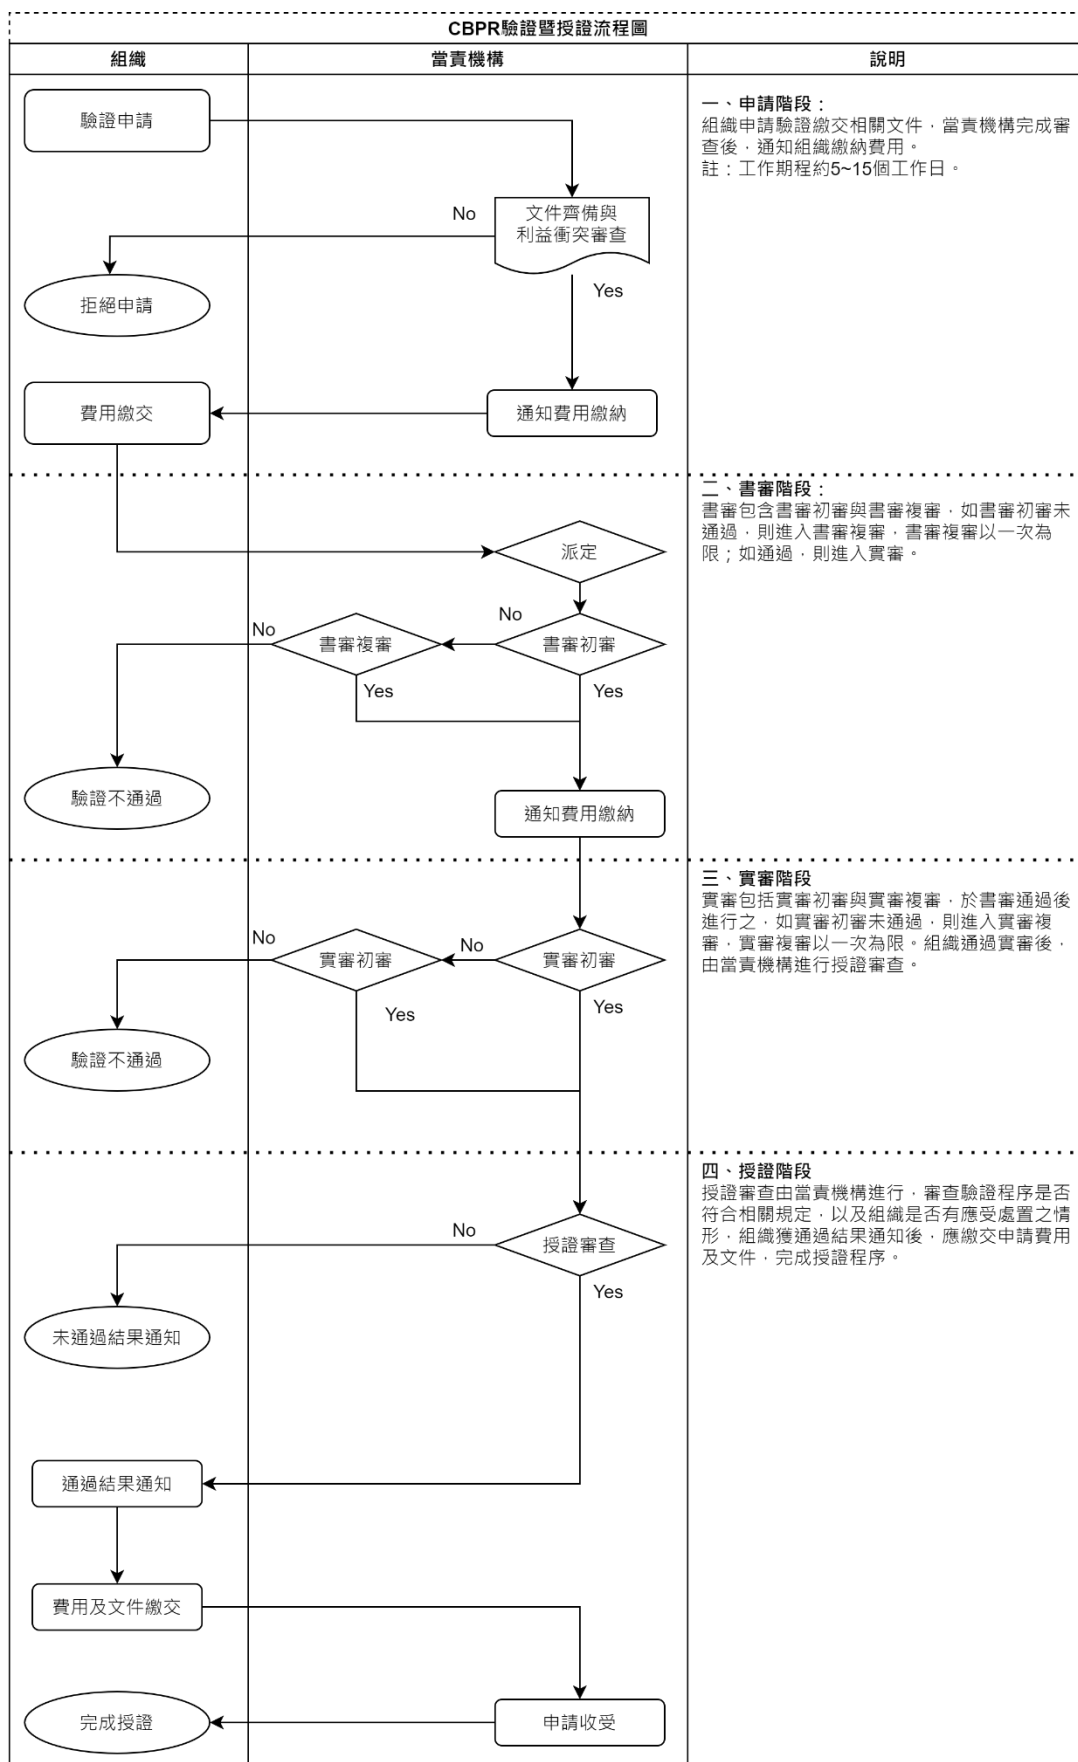 CBPR驗證暨授證流程圖
組織
當責機構
說明
驗證申請
一、申請階段：
組織申請驗證繳交相關文件，當責機構完成審
查後，通知組織繳納費用。
註：工作期程約5~15個工作日。
No
文件齊備與
利益衝突審查
Yes
拒絕申請
費用繳交
通知費用繳納
二、書審階段：
書審包含書審初審與書審複審，如書審初審未
通過，則進入書審複審，書審複審以一次為
限；如通過，則進入實審。
派定
No
No
書審複審
書審初審
Yes
Yes
驗證不通過
通知費用繳納
三、實審階段
實審包括實審初審與實審複審，於書審通過後
進行之，如實審初審未通過，則進入實審複
審，實審複審以一次為限。組織通過實審後，
由當責機構進行授證審查。
No
No
實審初審
實審初審
Yes
Yes
驗證不通過
四、授證階段
授證審查由當責機構進行，審查驗證程序是否
符合相關規定，以及組織是否有應受處置之情
形，組織獲通過結果通知後，應繳交申請費用
及文件，完成授證程序。
No
授證審查
Yes
未通過結果通知
通過結果通知
費用及文件繳交
完成授證
申請收受